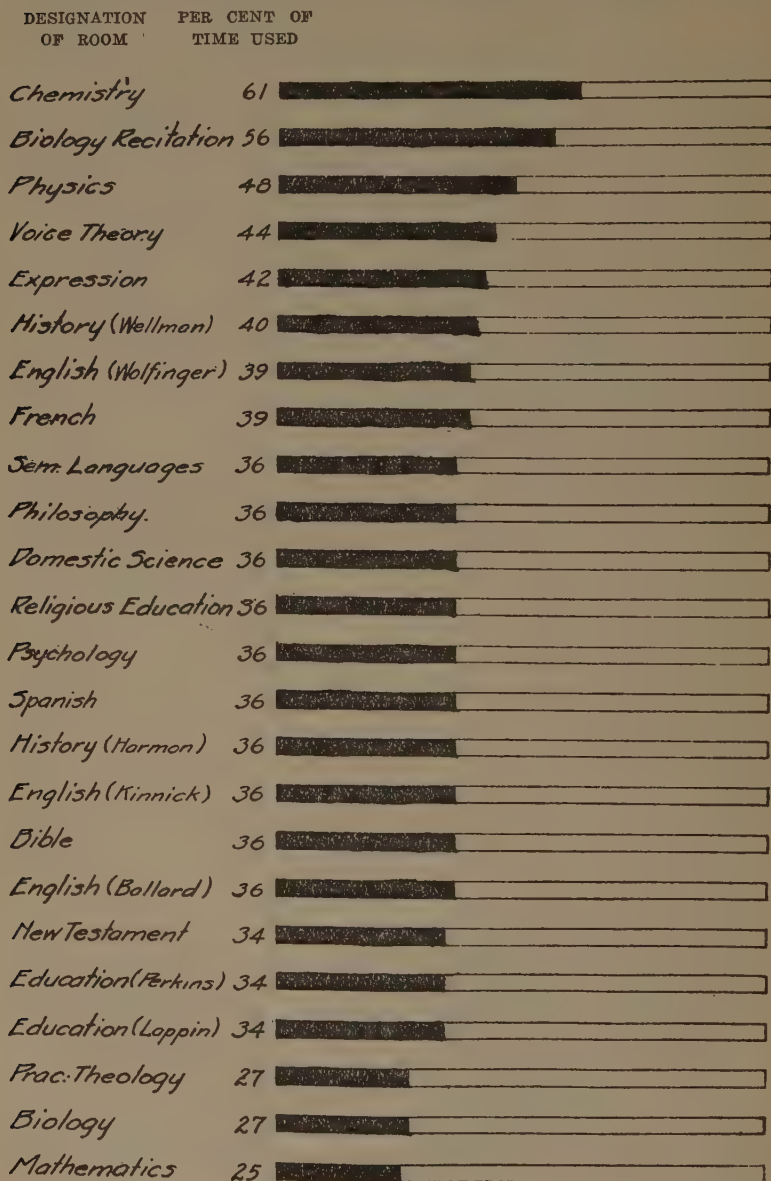 DESIGNATION PER CENT OF
OF ROOM TIME USED
Chemistry 61
Biology Recitation 56
Physics 48
Voice Theory 44
Expression 42
History (Wellman) 40
English (Wolfinger) 39
French 39
Sem. Languages 36
Philosophy. 36
Domestic Science 36
Religious Education 36
Psychology 36
Spanish 36
History (Harmon) 36
English (Kinnick) 36
Bible 36
English (Ballard) 36
New Testament 34
Education (Perkins) 34
Education (Lappin) 34
Prac. Theology 27
Biology 27
Mathematics 25